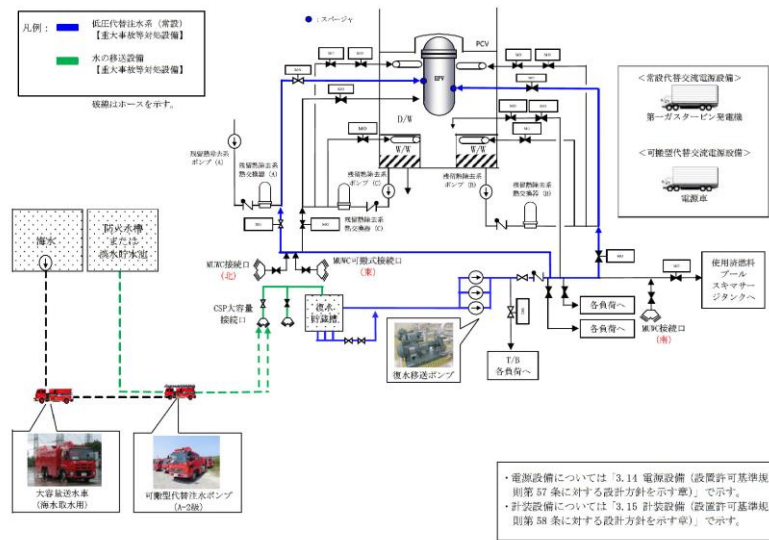 凡例：
低圧代替注水系（常設）
【重大事故等対処設備】
水の移送設備
【重大事故等対処設備】
破線はホースを示す。
：スパージャ
PCV
RPV
D/W
W/W
W/W
MO
MO
MO
MO
MO
MO
MO
MO
MO
MO
MO
MO
残留熱除去系
ポンプ（A）
残留熱除去系
熱交換器（A）
残留熱除去系
ポンプ（C）
残留熱除去系
熱交換器（C）
残留熱除去系
ポンプ（B）
残留熱除去系
熱交換器（B）
＜常設代替交流電源設備＞
第一ガスタービン発電機
＜可搬型代替交流電源設備＞
電源車
海水
防火水槽
または
淡水貯水池
MUWC接続口
（北）
MUWC可搬式接続口
（東）
CSP大容量
接続口
復水
貯蔵槽
復水移送ポンプ
T/B
各負荷へ
各負荷へ
各負荷へ
MUWC接続口
（南）
使用済燃料
プール
スキマサー
ジタンクへ
大容量送水車
（海水取水用）
可搬型代替注水ポンプ
（A-2級）
・電源設備については「3.14 電源設備（設置許可基準規
則第 57 条に対する設計方針を示す章）」で示す。
・計装設備については「3.15 計装設備（設置許可基準規
則第 58 条に対する設計方針を示す章）」で示す。